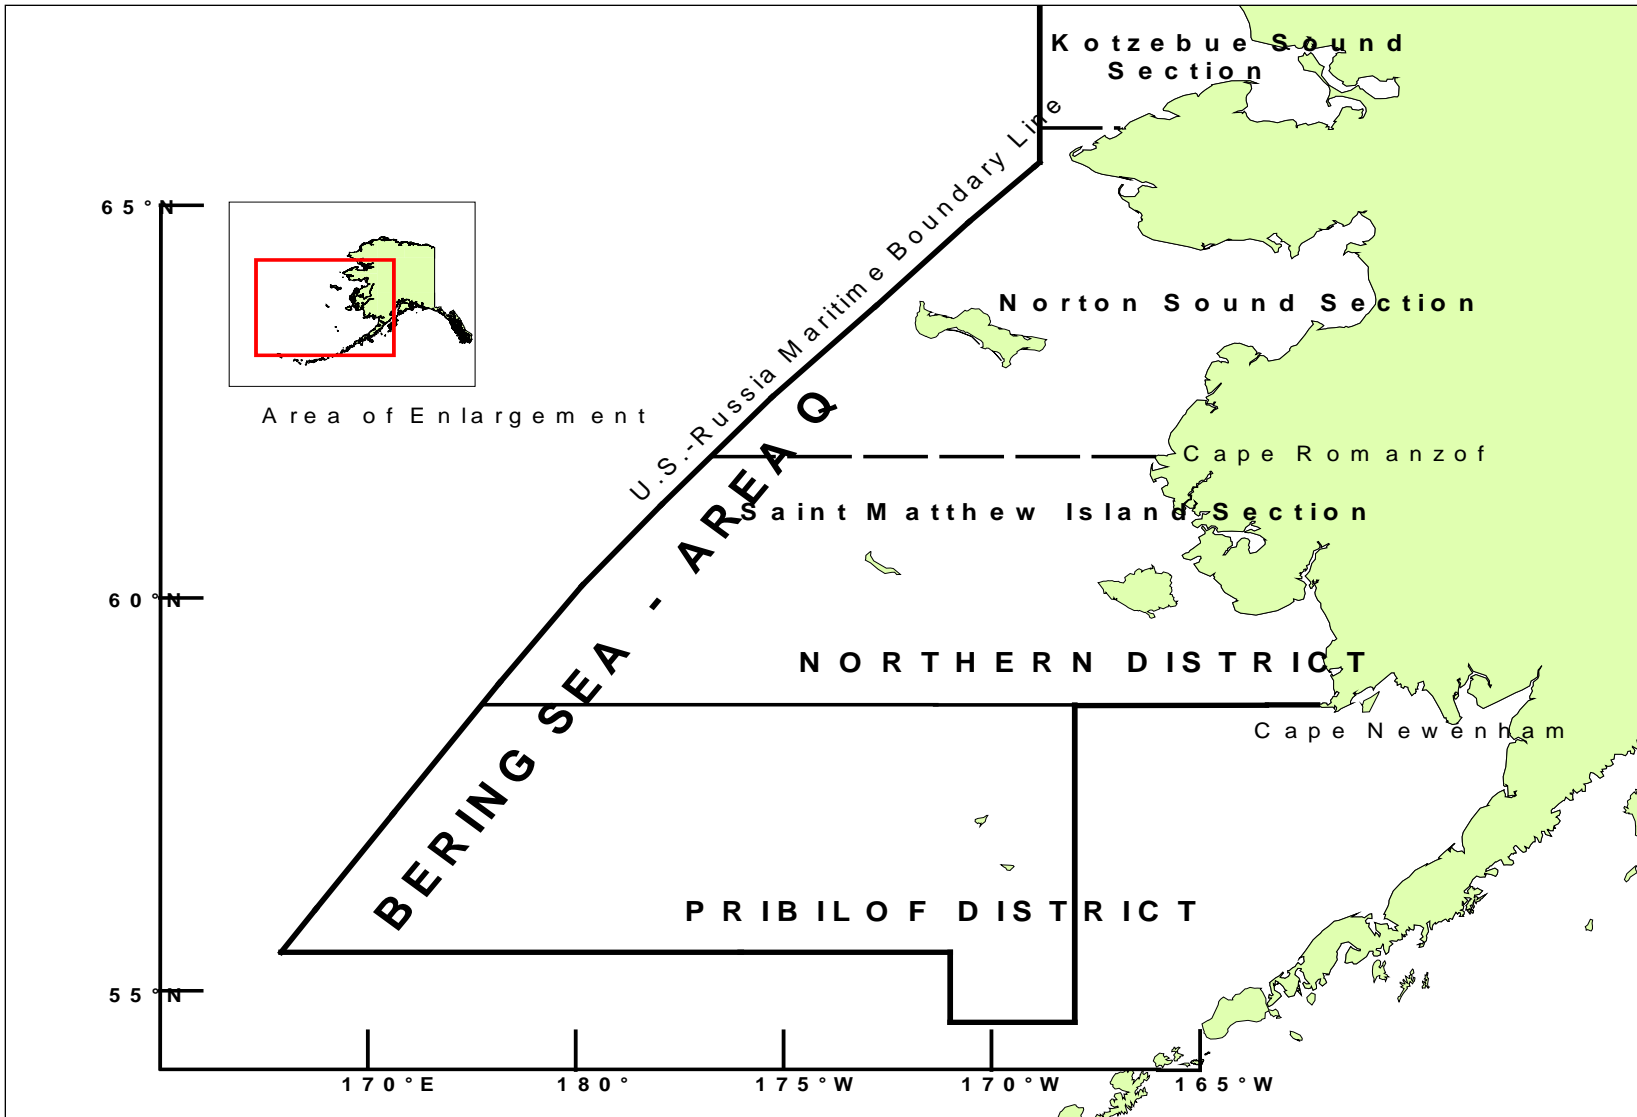 Kotzebue Sound
Section
U.S.-Russia Maritime Boundary Line
65°N
Norton Sound Section
Area of Enlargement
BERING SEA - AREA Q
Cape Romanzof
Saint Matthew Island Section
60°N
NORTHERN DISTRICT
Cape Newenham
PRIBILOF DISTRICT
55°N
170°E 180° 175°W 170°W 165°W